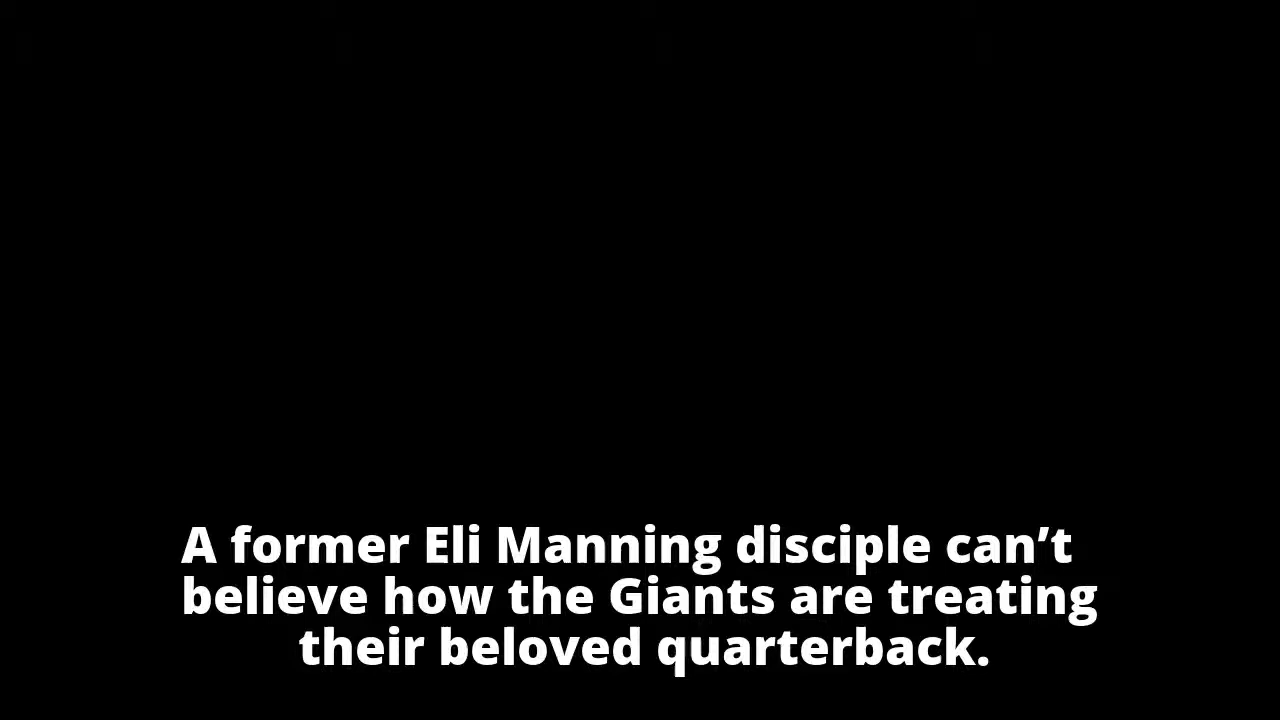 A former Eli Manning disciple can’t
believe how the Giants are treating
their beloved quarterback.